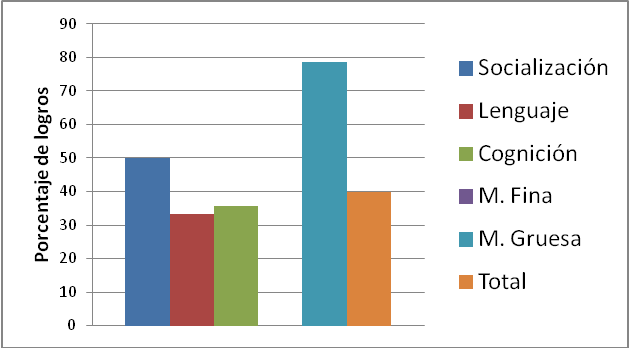 Porcentaje de logros
90
80
70
60
50
40
30
20
10
0
Socialización
Lenguaje
Cognición
M. Fina
M. Gruesa
Total